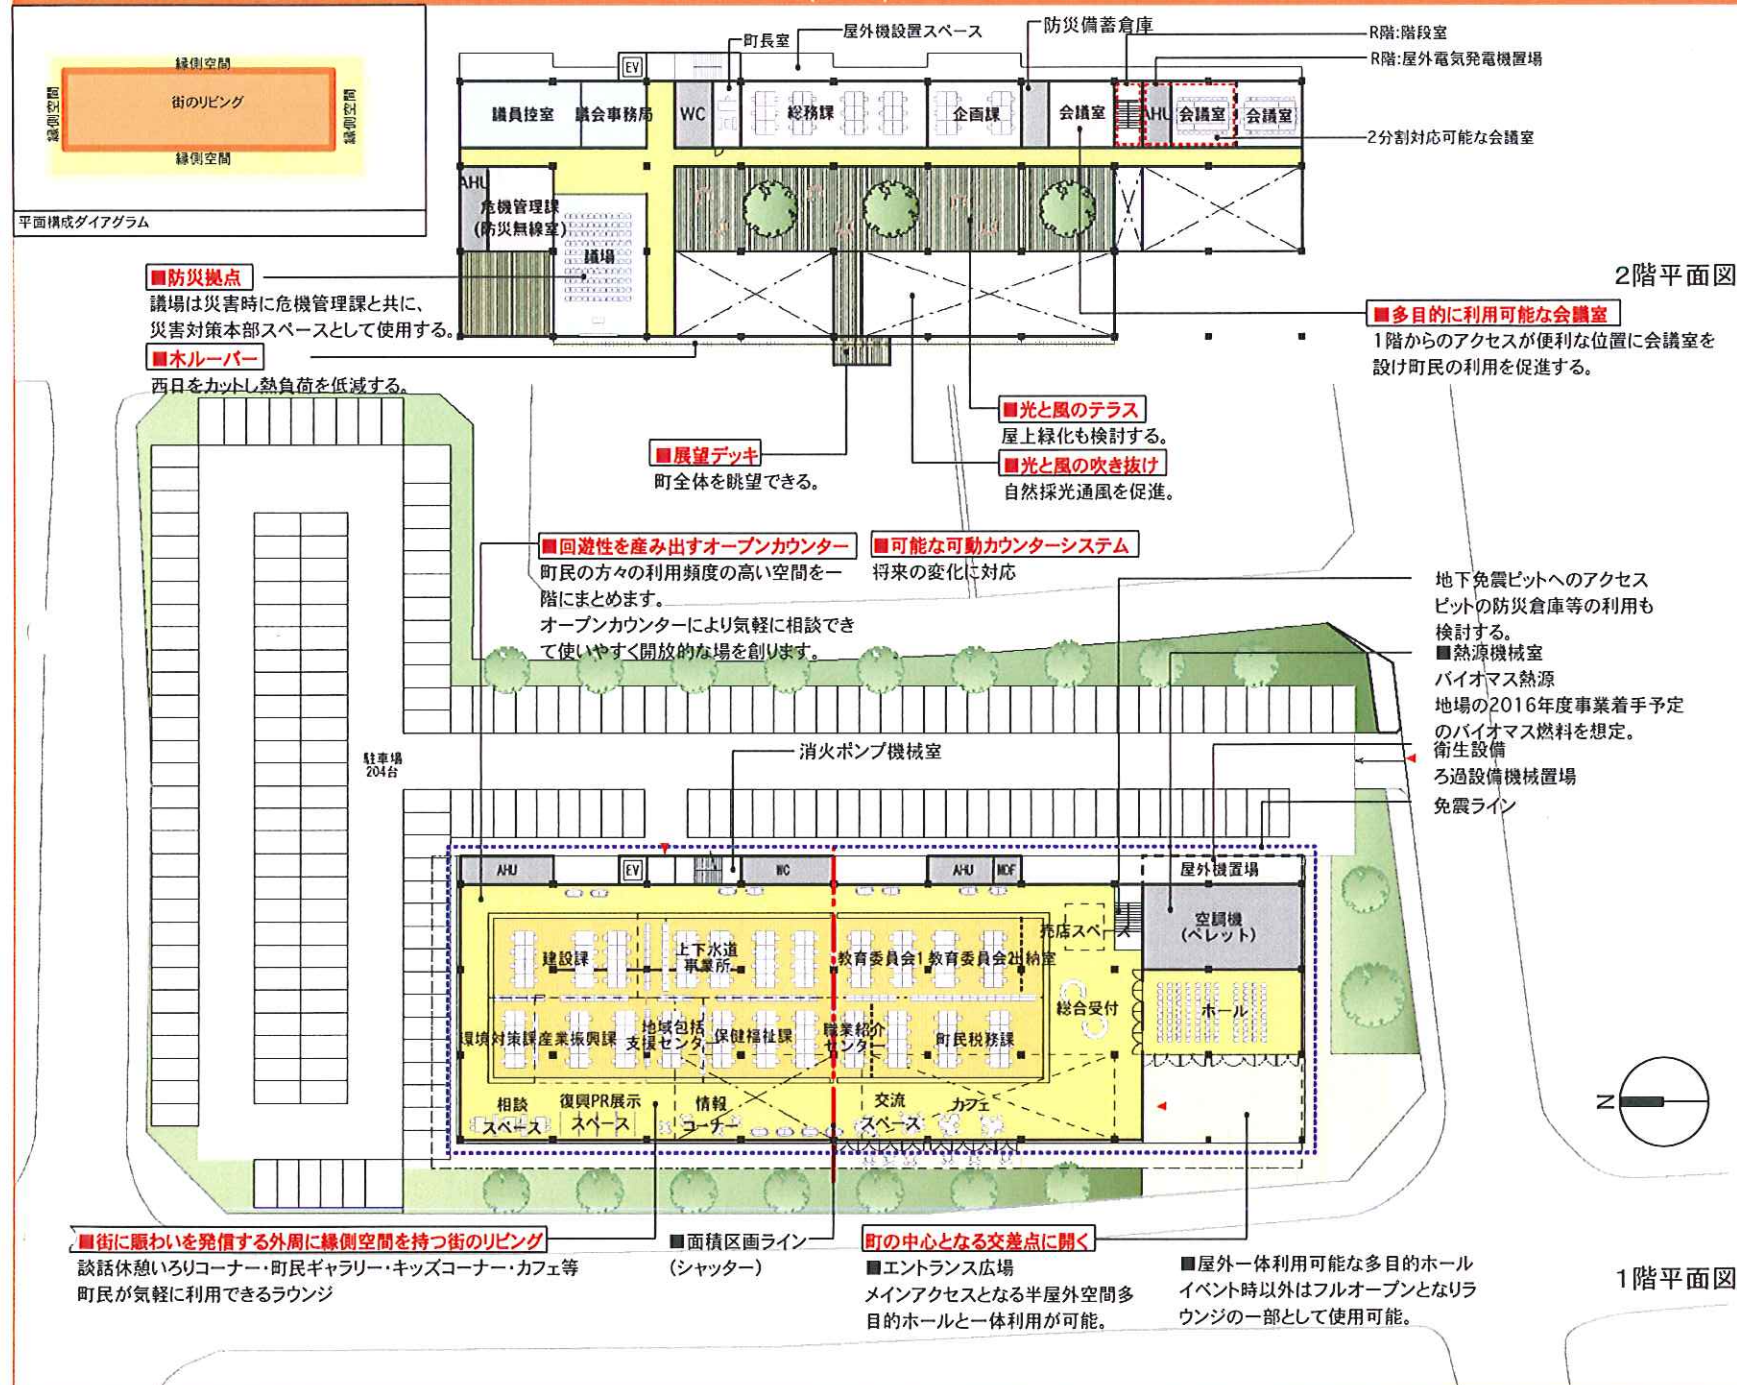 縁側空間
縁側空間
街のリビング
縁側空間
縁側空間
平面構成ダイアグラム
町長室
屋外機設置スペース
防災備蓄倉庫
R階:階段室
R階:屋外電気発電機置場
2分割対応可能な会議室
EV
議員控室
議会事務局
WC
総務課
企画課
会議室
AHU
会議室
会議室
AHU
危機管理課
(防災無線室)
議場
2階平面図
■防災拠点
議場は災害時に危機管理課と共に、
災害対策本部スペースとして使用する。
■木ルーバー
西日をカットし熱負荷を低減する。
■多目的に利用可能な会議室
1階からのアクセスが便利な位置に会議室を
設け町民の利用を促進する。
■光と風のテラス
屋上緑化も検討する。
■展望デッキ
町全体を眺望できる。
■光と風の吹き抜け
自然採光通風を促進。
■回遊性を産み出すオープンカウンター
町民の方々の利用頻度の高い空間を一
階にまとめます。
オープンカウンターにより気軽に相談でき
て使いやすく開放的な場を創ります。
■可能な可動カウンターシステム
将来の変化に対応
地下免震ピットへのアクセス
ピットの防災倉庫等の利用も
検討する。
■熱源機械室
バイオマス熱源
地場の2016年度事業着手予定
のバイオマス燃料を想定。
衛生設備
ろ過設備機械置場
免震ライン
消火ポンプ機械室
駐車場
204台
AHU
EV
WC
AHU
MDF
屋外機置場
空調機
(ペレット)
売店スペース
建設課
上下水道
事業所
教育委員会1
教育委員会2
出納室
総合受付
ホール
環境対策課
産業振興課
地域包括
支援センター
保健福祉課
職業紹介
センター
町民税務課
相談
スペース
復興PR展示
スペース
情報
コーナー
交流
スペース
カフェ
N
■街に賑わいを発信する外周に縁側空間を持つ街のリビング
談話休憩いろりコーナー・町民ギャラリー・キッズコーナー・カフェ等
町民が気軽に利用できるラウンジ
■面積区画ライン
(シャッター)
町の中心となる交差点に開く
■エントランス広場
メインアクセスとなる半屋外空間多
目的ホールと一体利用が可能。
■屋外一体利用可能な多目的ホール
イベント時以外はフルオープンとなりラ
ウンジの一部として使用可能。
1階平面図